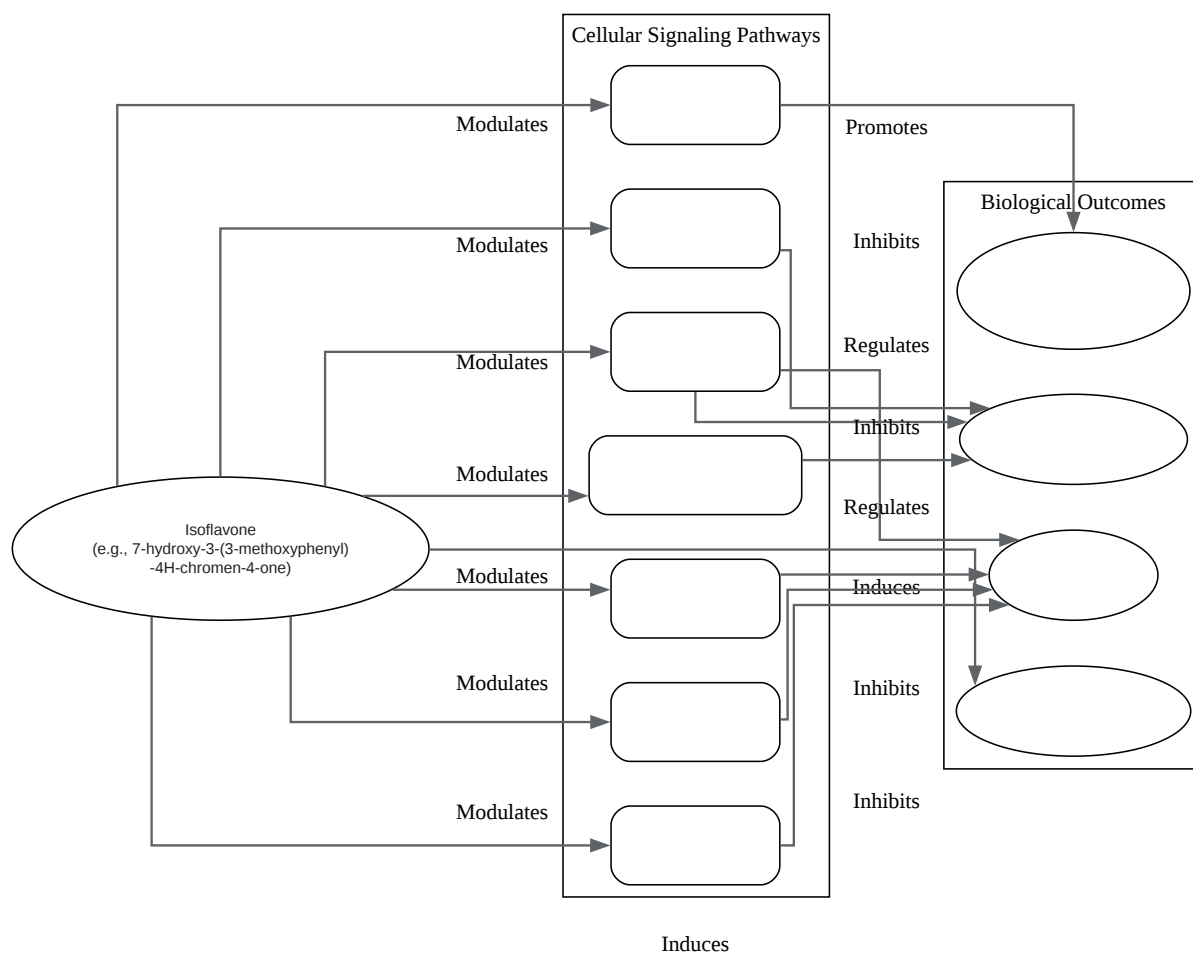 Cellular Signaling Pathways
Modulates
Promotes
Biological Outcomes
Modulates
Inhibits
Regulates
Modulates
Inhibits
Modulates
Regulates
Isoflavone
(e.g., 7-hydroxy-3-(3-methoxyphenyl)
-4H-chromen-4-one)
Modulates
Induces
Modulates
Inhibits
Inhibits
Modulates
Induces